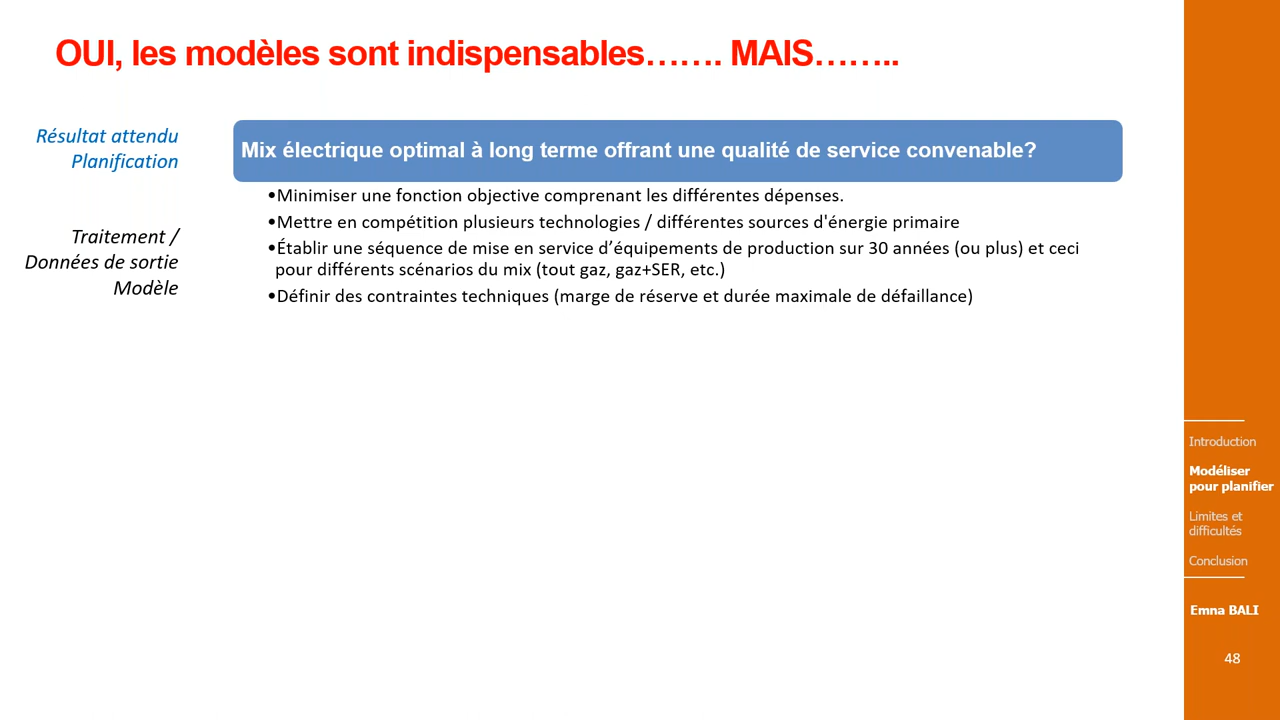 OUI, les modèles sont indispensables……. MAIS……..
Résultat attendu
Planification
Mix électrique optimal à long terme offrant une qualité de service convenable?
Traitement /
Données de sortie
Modèle
•Minimiser une fonction objective comprenant les différentes dépenses.
•Mettre en compétition plusieurs technologies / différentes sources d'énergie primaire
•Établir une séquence de mise en service d’équipements de production sur 30 années (ou plus) et ceci
pour différents scénarios du mix (tout gaz, gaz+SER, etc.)
•Définir des contraintes techniques (marge de réserve et durée maximale de défaillance)
Introduction
Modéliser
pour planifier
Limites et
difficultés
Conclusion
Emna BALI
48